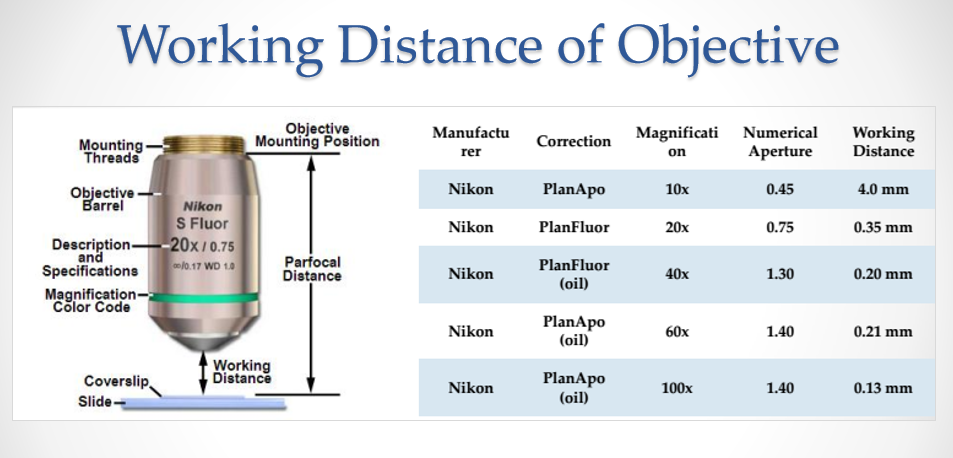 Working Distance of Objective
Mounting
Threads
Objective
Mounting Position
Objective
Barrel
Nikon
S Fluor
20x / 0.75
∞/0.17 WD 1.0
Description
and
Specifications
Parfocal
Distance
Magnification
Color Code
Working
Distance
Coverslip
Slide
Manufactu
rer
Correction
Magnificati
on
Numerical
Aperture
Working
Distance
Nikon PlanApo 10x 0.45 4.0 mm
Nikon PlanFluor 20x 0.75 0.35 mm
Nikon PlanFluor
(oil) 40x 1.30 0.20 mm
Nikon PlanApo
(oil) 60x 1.40 0.21 mm
Nikon PlanApo
(oil) 100x 1.40 0.13 mm